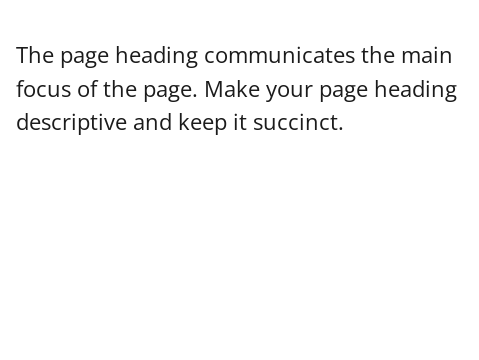 The page heading communicates the main
focus of the page. Make your page heading
descriptive and keep it succinct.